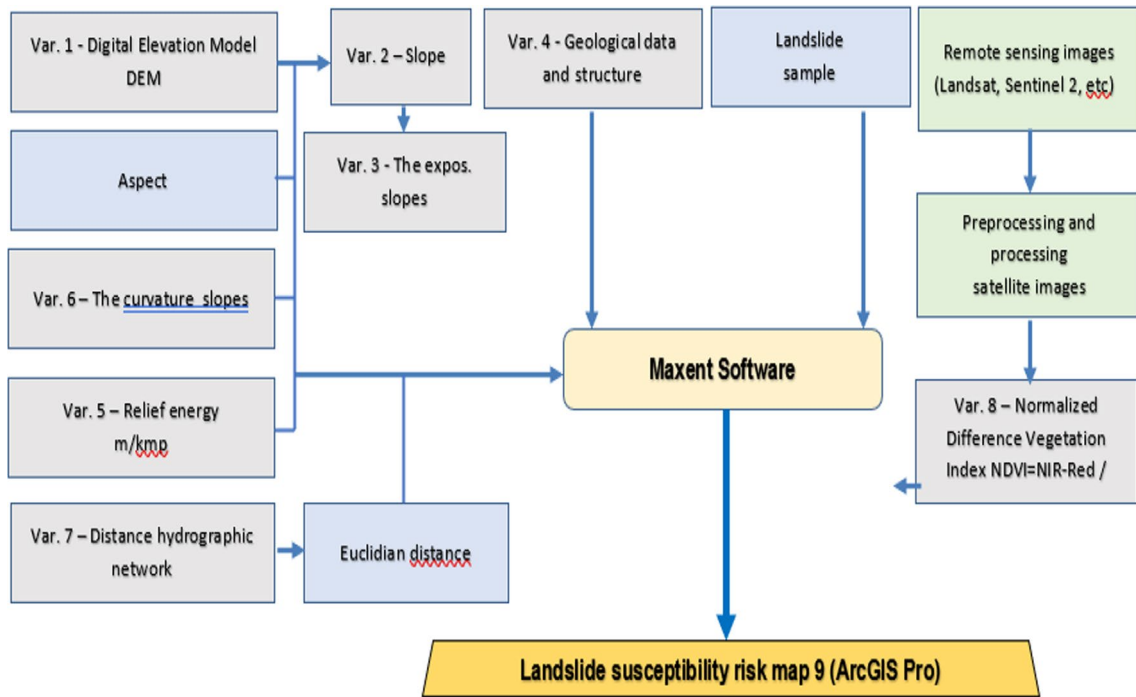 Var. 1 - Digital Elevation Model
DEM
Var. 2 – Slope
Var. 4 - Geological data
and structure
Landslide
sample
Remote sensing images
(Landsat, Sentinel 2, etc)
Aspect
Var. 3 - The expos.
slopes
Preprocessing and
processing
satellite images
Var. 6 – The curvature slopes
Maxent Software
Var. 5 – Relief energy
m/kmp
Var. 8 – Normalized
Difference Vegetation
Index NDVI=NIR-Red /
Var. 7 – Distance hydrographic
network
Euclidian distance
Landslide susceptibility risk map 9 (ArcGIS Pro)